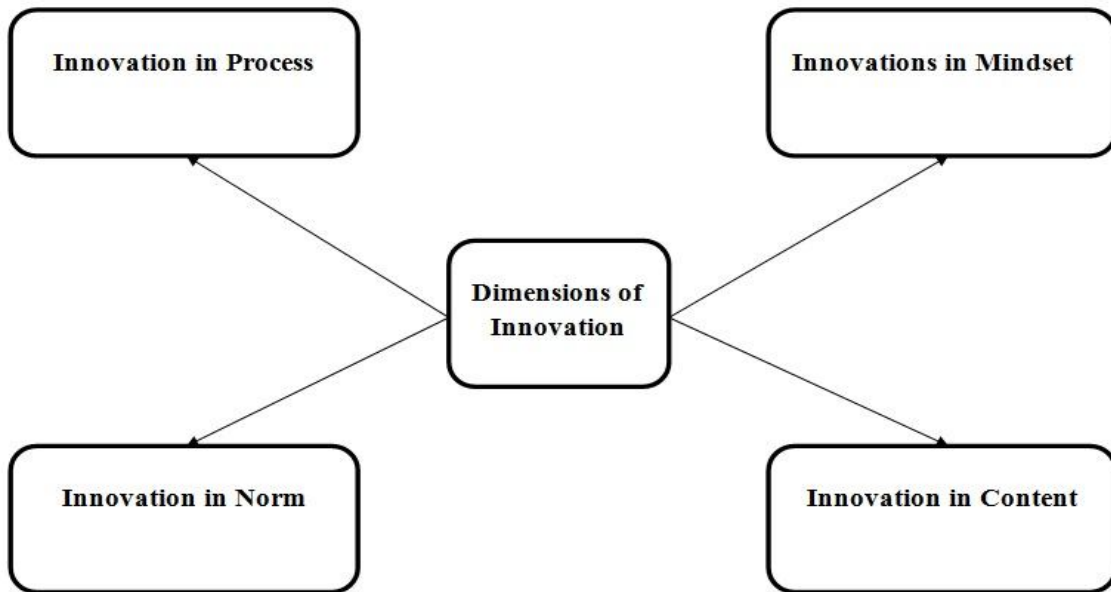 Innovation in Process
Innovations in Mindset
Dimensions of
Innovation
Innovation in Norm
Innovation in Content